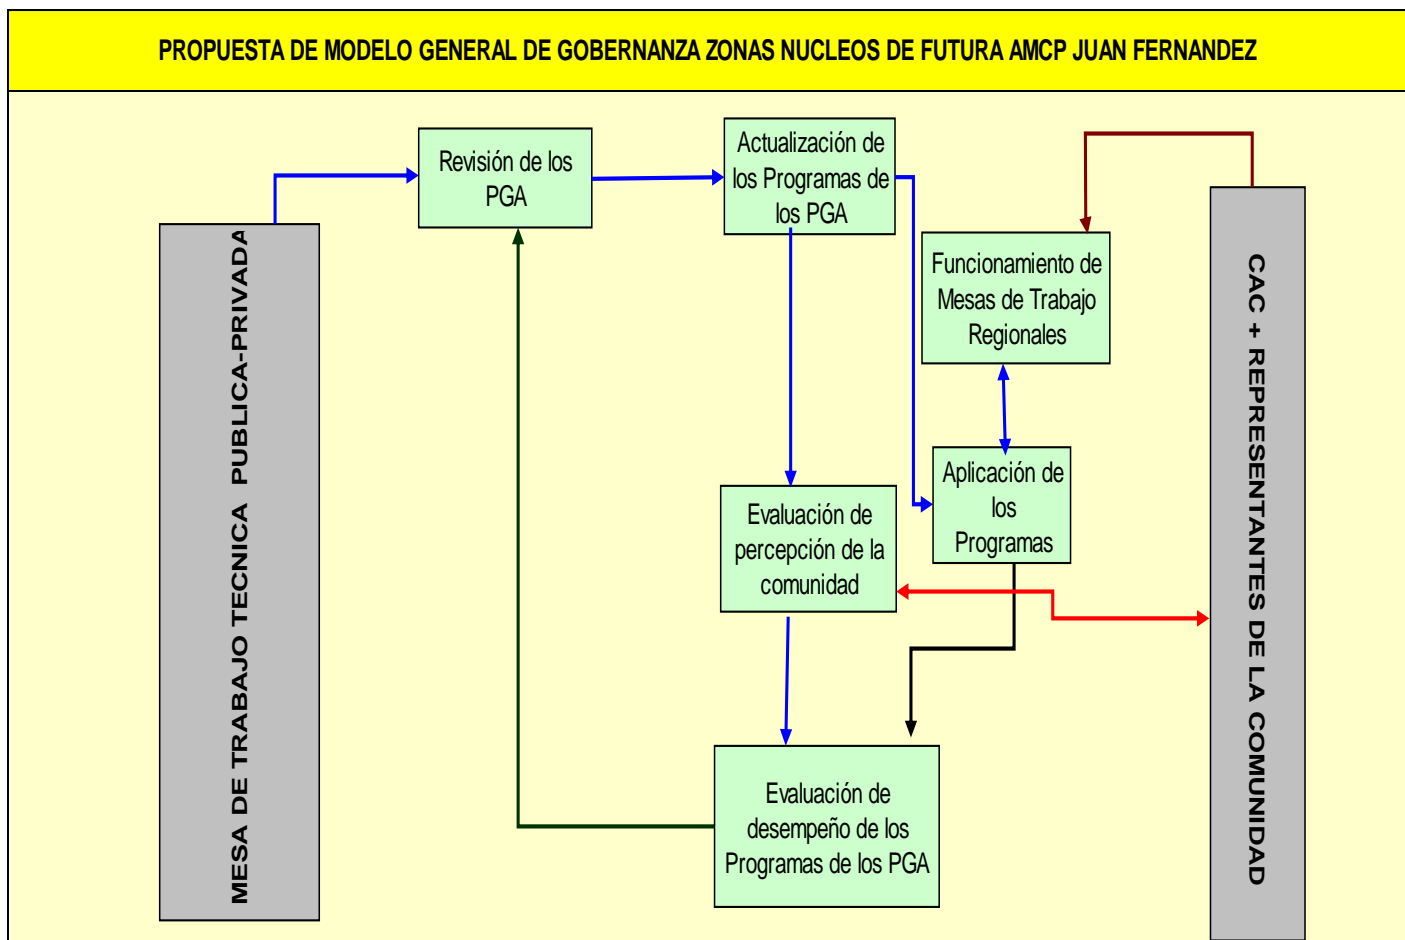 PROPUESTA DE MODELO GENERAL DE GOBERNANZA ZONAS NUCLEOS DE FUTURA AMCP JUAN FERNANDEZ
MESA DE TRABAJO TECNICA PUBLICA-PRIVADA
Revisión de los
PGA
Actualización de
los Programas de
los PGA
Funcionamiento de
Mesas de Trabajo
Regionales
Aplicación de
los
Programas
Evaluación de
percepción de la
comunidad
Evaluación de
desempeño de los
Programas de los PGA
CAC + REPRESENTANTES DE LA COMUNIDAD